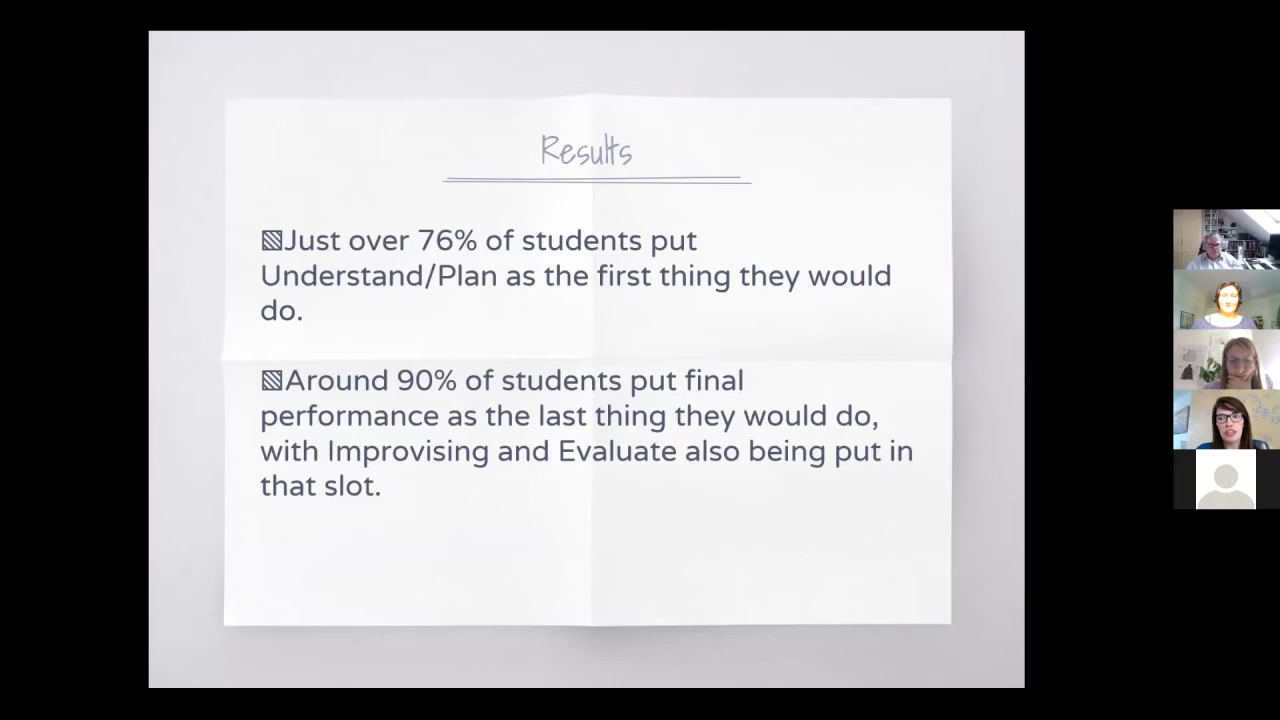 Results
▧Just over 76% of students put
Understand/Plan as the first thing they would
do.
▧Around 90% of students put final
performance as the last thing they would do,
with Improvising and Evaluate also being put in
that slot.